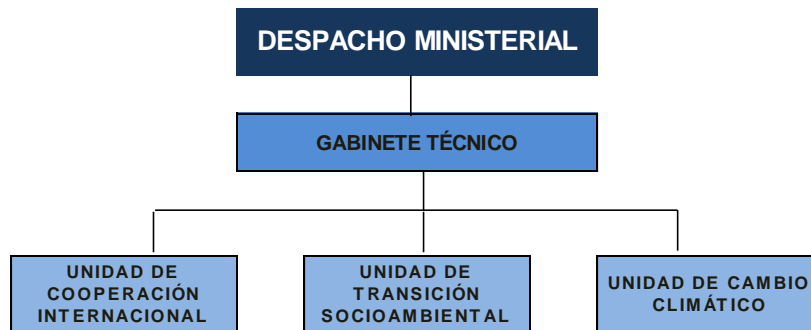 DESPACHO MINISTERIAL
GABINETE TÉCNICO
UNIDAD DE
COOPERACIÓN
INTERNACIONAL
UNIDAD DE
TRANSICIÓN
SOCIOAMBIENTAL
UNIDAD DE CAMBIO
CLIMÁTICO